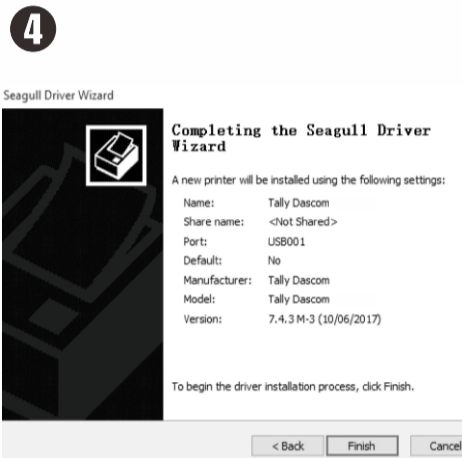 4
Seagull Driver Wizard
Completing the Seagull Driver
Wizard
A new printer will be installed using the following settings:
Name: Tally Dascom
Share name: <Not Shared>
Port: USB001
Default: No
Manufacturer: Tally Dascom
Model: Tally Dascom
Version: 7.4.3 M-3 (10/06/2017)
To begin the driver installation process, click Finish.
< Back Finish Cancel